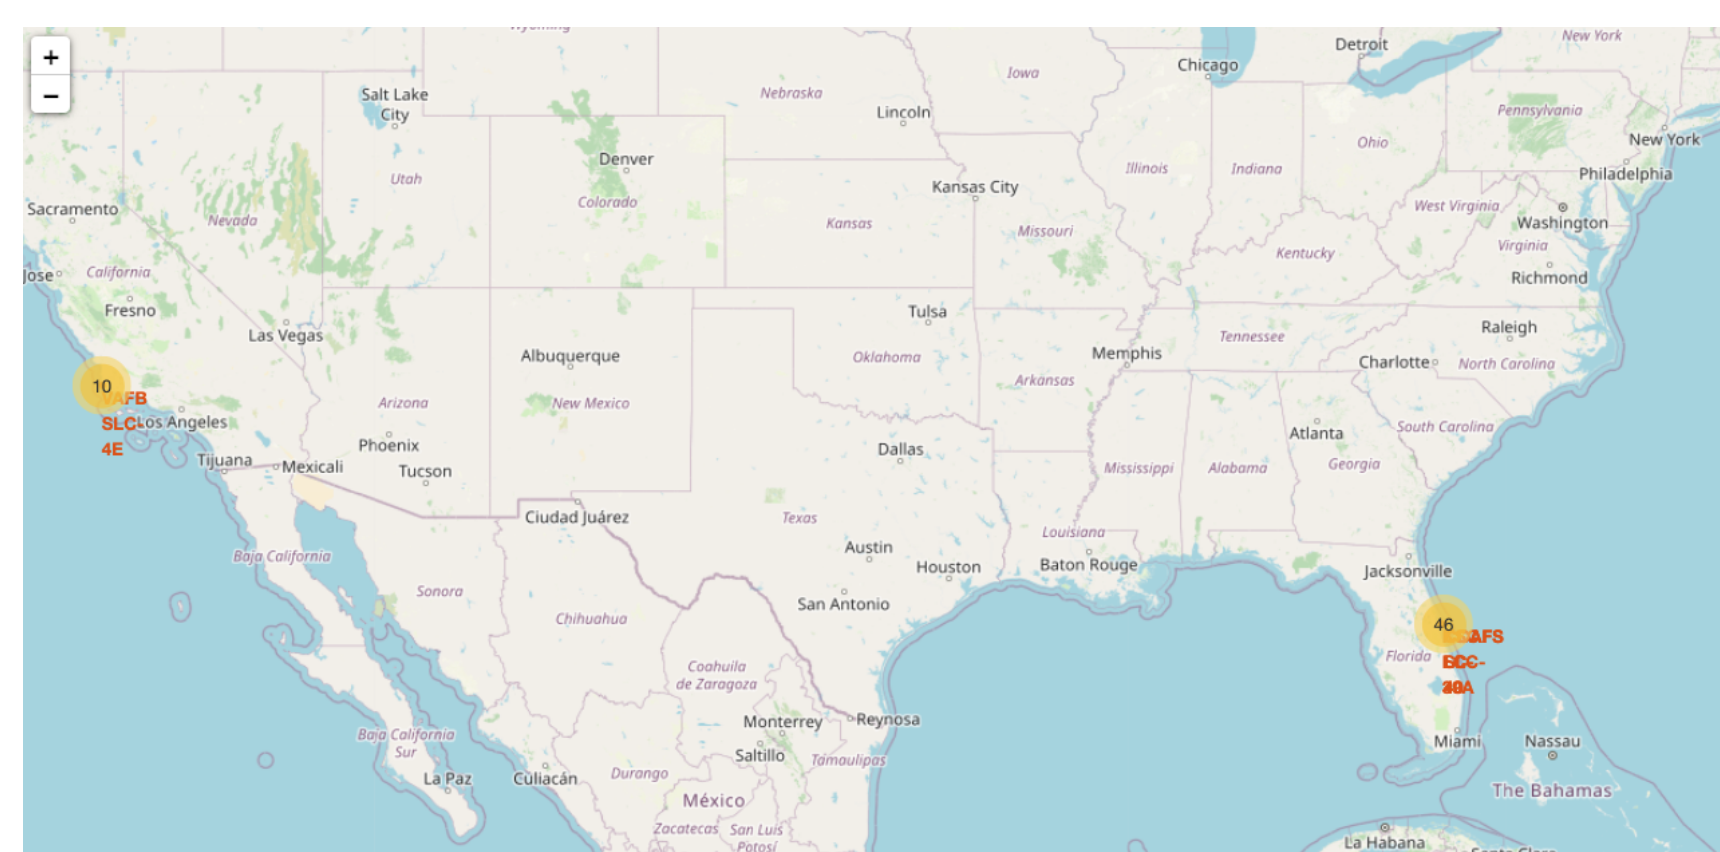 +
−
Wyoming
Detroit
New York
Chicago
Iowa
Salt Lake
City
Nebraska
Lincoln
Pennsylvania
New York
Ohio
Denver
Utah
Illinois
Indiana
Philadelphia
Kansas City
Colorado
Sacramento
Nevada
Kansas
Missouri
West Virginia
Washington
Virginia
Kentucky
Jose
California
Richmond
Fresno
Las Vegas
Tulsa
Tennessee
Raleigh
Albuquerque
Oklahoma
Memphis
Charlotte
North Carolina
10
VAFB
SLC-
4E
Arkansas
Arizona
New Mexico
Los Angeles
Phoenix
Dallas
Atlanta
South Carolina
Tijuana
Mexicali
Tucson
Mississippi
Alabama
Georgia
Ciudad Juárez
Texas
Louisiana
Baja California
Austin
Houston
Baton Rouge
Jacksonville
Sonora
San Antonio
Chihuahua
46
Florida
Coahuila
de Zaragoza
Monterrey
Reynosa
Baja California
Sur
Saltillo
Tamaulipas
Miami
Nassau
La Paz
Culiacán
Durango
The Bahamas
México
Zacatecas
San Luis
Potosí
La Habana
Santa Clara